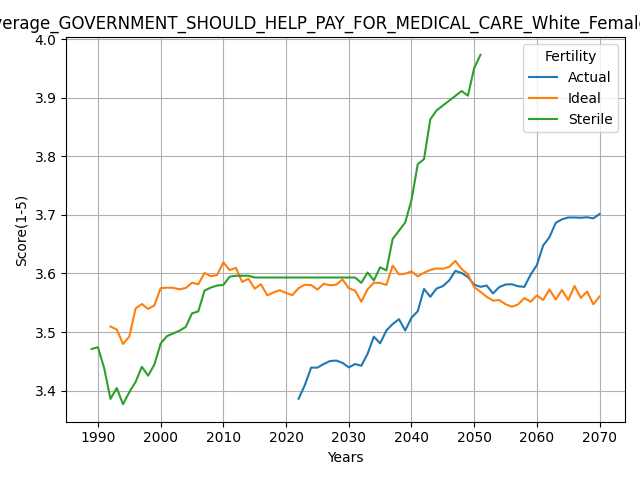 verage_GOVERNMENT_SHOULD_HELP_PAY_FOR_MEDICAL_CARE_White_Female
4.0
3.9
3.8
3.7
3.6
3.5
3.4
Score(1-5)
Fertility
Actual
Ideal
Sterile
1990 2000 2010 2020 2030 2040 2050 2060 2070
Years